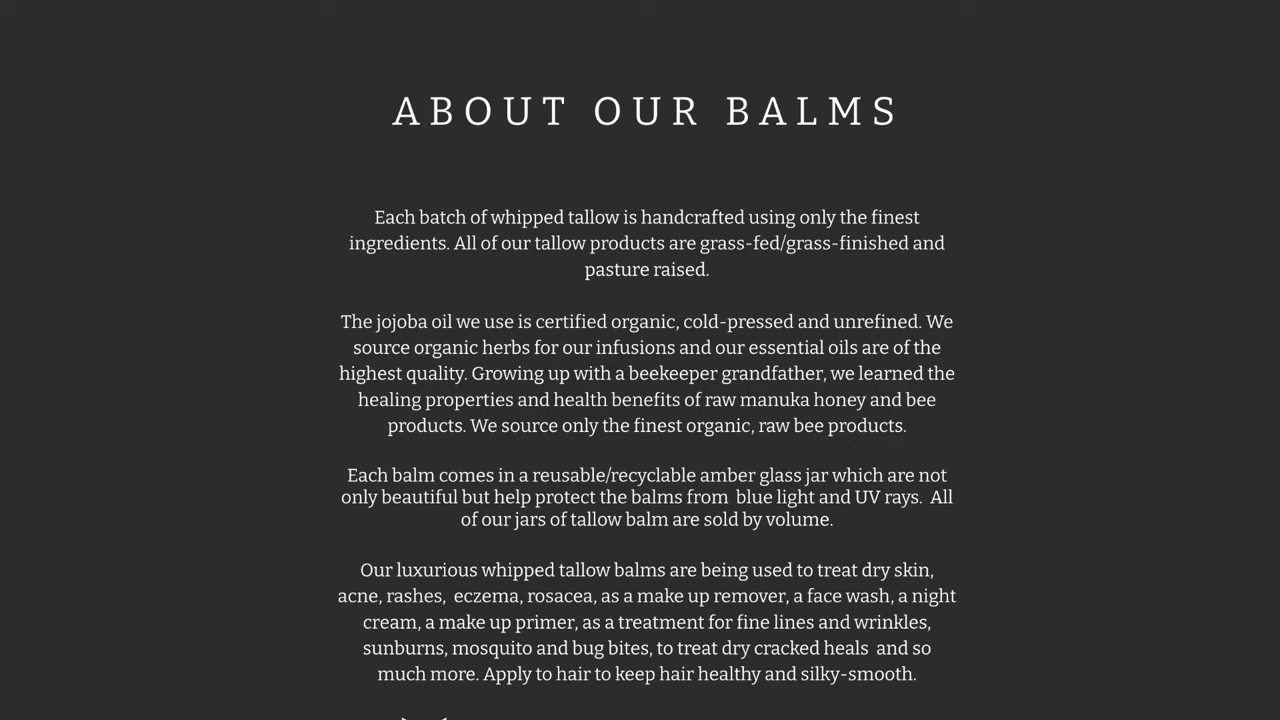 ABOUT OUR BALMS
Each batch of whipped tallow is handcrafted using only the finest
ingredients. All of our tallow products are grass-fed/grass-finished and
pasture raised.
The jojoba oil we use is certified organic, cold-pressed and unrefined. We
source organic herbs for our infusions and our essential oils are of the
highest quality. Growing up with a beekeeper grandfather, we learned the
healing properties and health benefits of raw manuka honey and bee
products. We source only the finest organic, raw bee products.
Each balm comes in a reusable/recyclable amber glass jar which are not
only beautiful but help protect the balms from  blue light and UV rays.  All
of our jars of tallow balm are sold by volume.
Our luxurious whipped tallow balms are being used to treat dry skin,
acne, rashes,  eczema, rosacea, as a make up remover, a face wash, a night
cream, a make up primer, as a treatment for fine lines and wrinkles,
sunburns, mosquito and bug bites, to treat dry cracked heals  and so
much more. Apply to hair to keep hair healthy and silky-smooth.